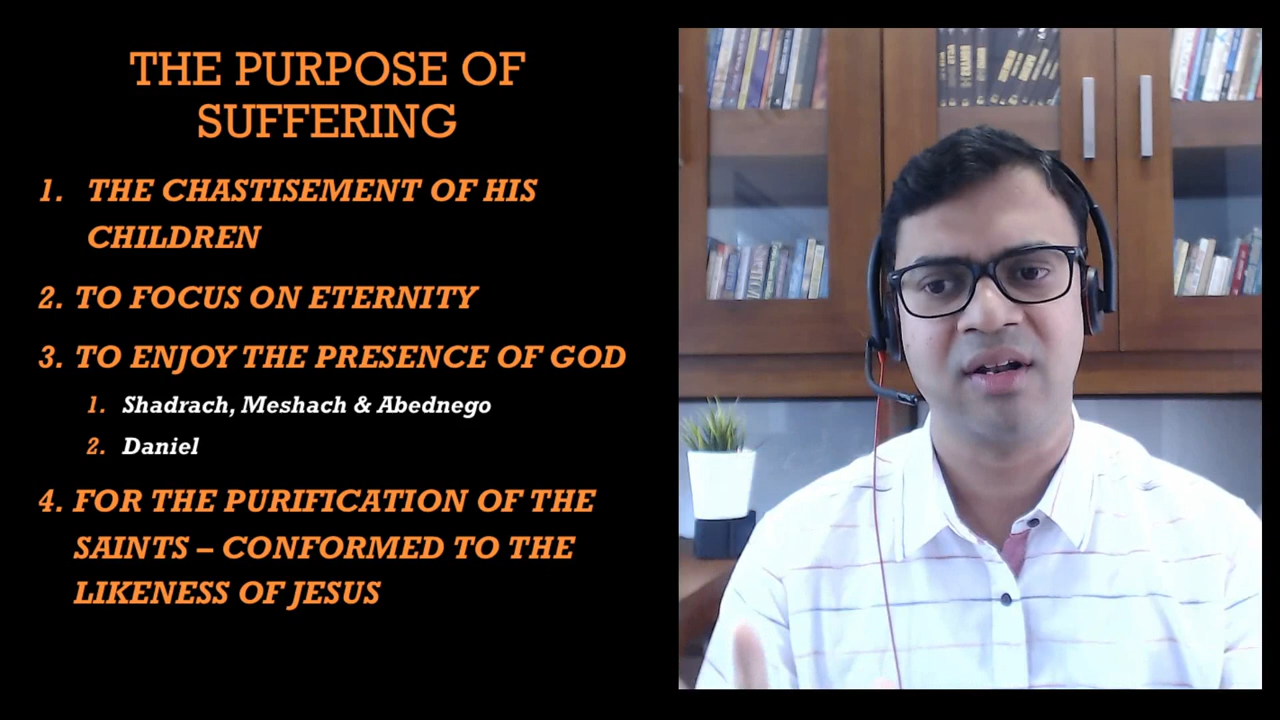 THE PURPOSE OF
SUFFERING
1. THE CHASTISEMENT OF HIS
CHILDREN
2. TO FOCUS ON ETERNITY
3. TO ENJOY THE PRESENCE OF GOD
1. Shadrach, Meshach & Abednego
2. Daniel
4. FOR THE PURIFICATION OF THE
SAINTS – CONFORMED TO THE
LIKENESS OF JESUS